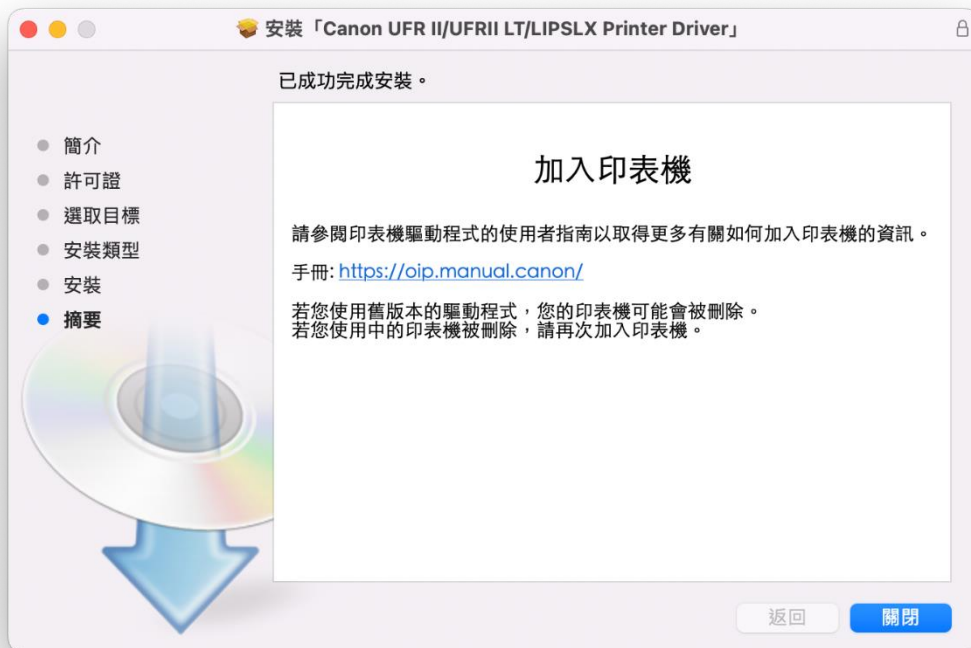 安裝「Canon UFR II/UFRII LT/LIPSLX Printer Driver」
已成功完成安裝。
簡介
許可證
選取目標
安裝類型
安裝
摘要
加入印表機
請參閱印表機驅動程式的使用者指南以取得更多有關如何加入印表機的資訊。
手冊: https://oip.manual.canon/
若您使用舊版本的驅動程式，您的印表機可能會被刪除。
若您使用中的印表機被刪除，請再次加入印表機。
返回
關閉